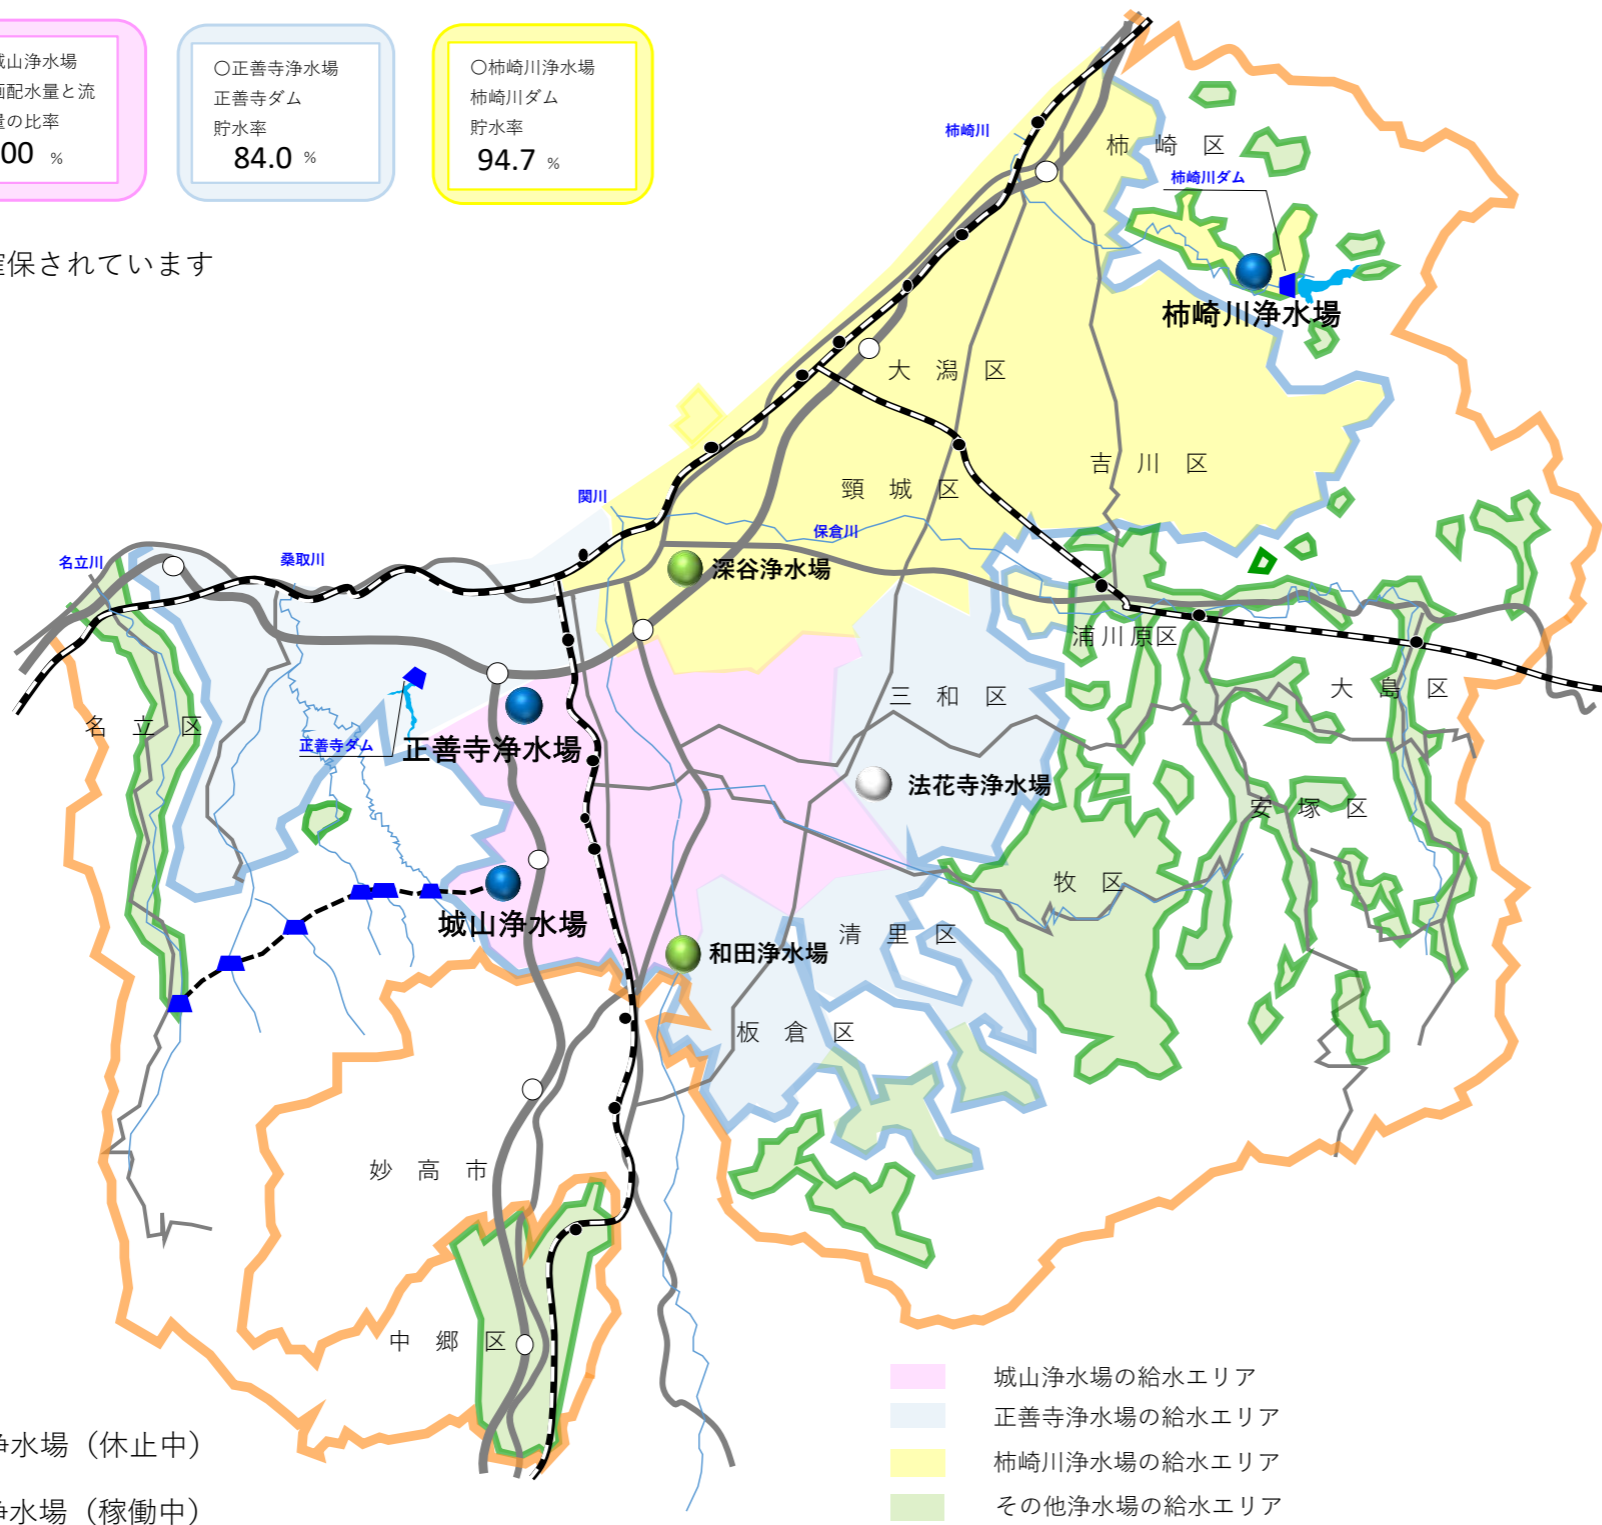 城山浄水場
画配水量と流
量の比率
00 %
〇正善寺浄水場
正善寺ダム
貯水率
84.0 %
〇柿崎川浄水場
柿崎川ダム
貯水率
94.7 %
確保されています
柿崎川
柿 崎 区
柿崎川ダム
柿崎川浄水場
大 潟 区
吉 川 区
頸 城 区
関川
保倉川
名立川
桑取川
深谷浄水場
浦川原区
三 和 区
大 島 区
名 立 区
正善寺ダム
正善寺浄水場
法花寺浄水場
安 塚 区
牧 区
城山浄水場
清 里 区
和田浄水場
板 倉 区
妙 高 市
中 郷 区
城山浄水場の給水エリア
正善寺浄水場の給水エリア
柿崎川浄水場の給水エリア
その他浄水場の給水エリア
浄水場（休止中）
浄水場（稼働中）